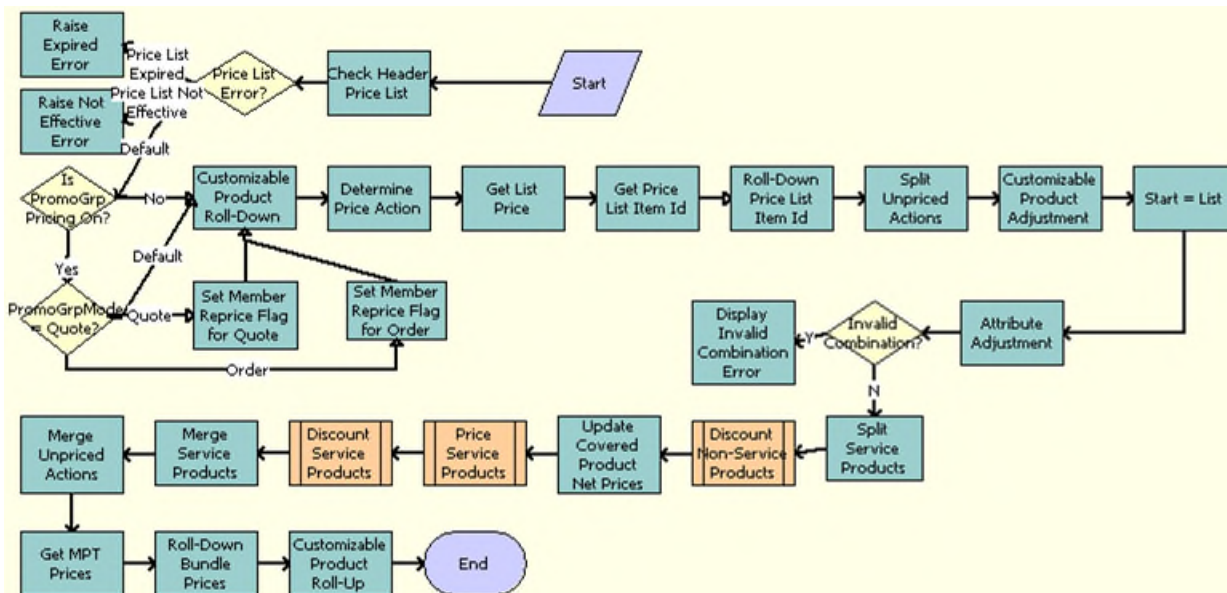 Raise
Expired
Error
Price List
Expired
Price List
Error?
Check Header
Price List
Start
Raise Not
Effective
Error
Price List Not
Effective
Default
Is
PromoGrp
Pricing On?
No
Customizable
Product
Roll-Down
Determine
Price Action
Get List
Price
Get Price
List Item Id
Roll-Down
Price List
Item Id
Split
Unpriced
Actions
Customizable
Product
Adjustment
Start = List
Yes
Default
PromoGrpMode
= Quote?
Quote
Set Member
Reprice Flag
for Quote
Set Member
Reprice Flag
for Order
Order
Display
Invalid
Combination
Error
Y
Invalid
Combination?
Attribute
Adjustment
N
Merge
Unpriced
Actions
Merge
Service
Products
Discount
Service
Products
Price
Service
Products
Update
Covered
Product
Net Prices
Discount
Non-Service
Products
Split
Service
Products
Get MPT
Prices
Roll-Down
Bundle
Prices
Customizable
Product
Roll-Up
End